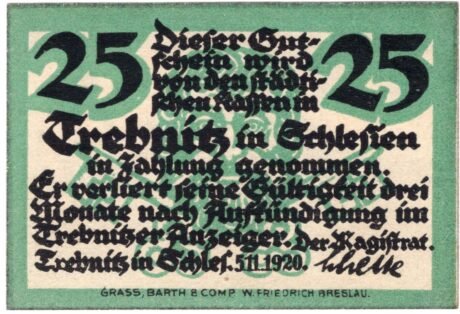 25 Dieser Gut- 25
schein wird
von den städti-
schen Kassen in
Trebnitz in Schlesien
in Zahlung genommen.
Er verliert seine Gültigkeit drei
Monate nach Aufkündigung im
Trebnitzer Anzeiger. Der Magistrat.
Trebnitz in Schles. 5.11.1920.
GRASS, BARTH & COMP. W. FRIEDRICH BRESLAU.